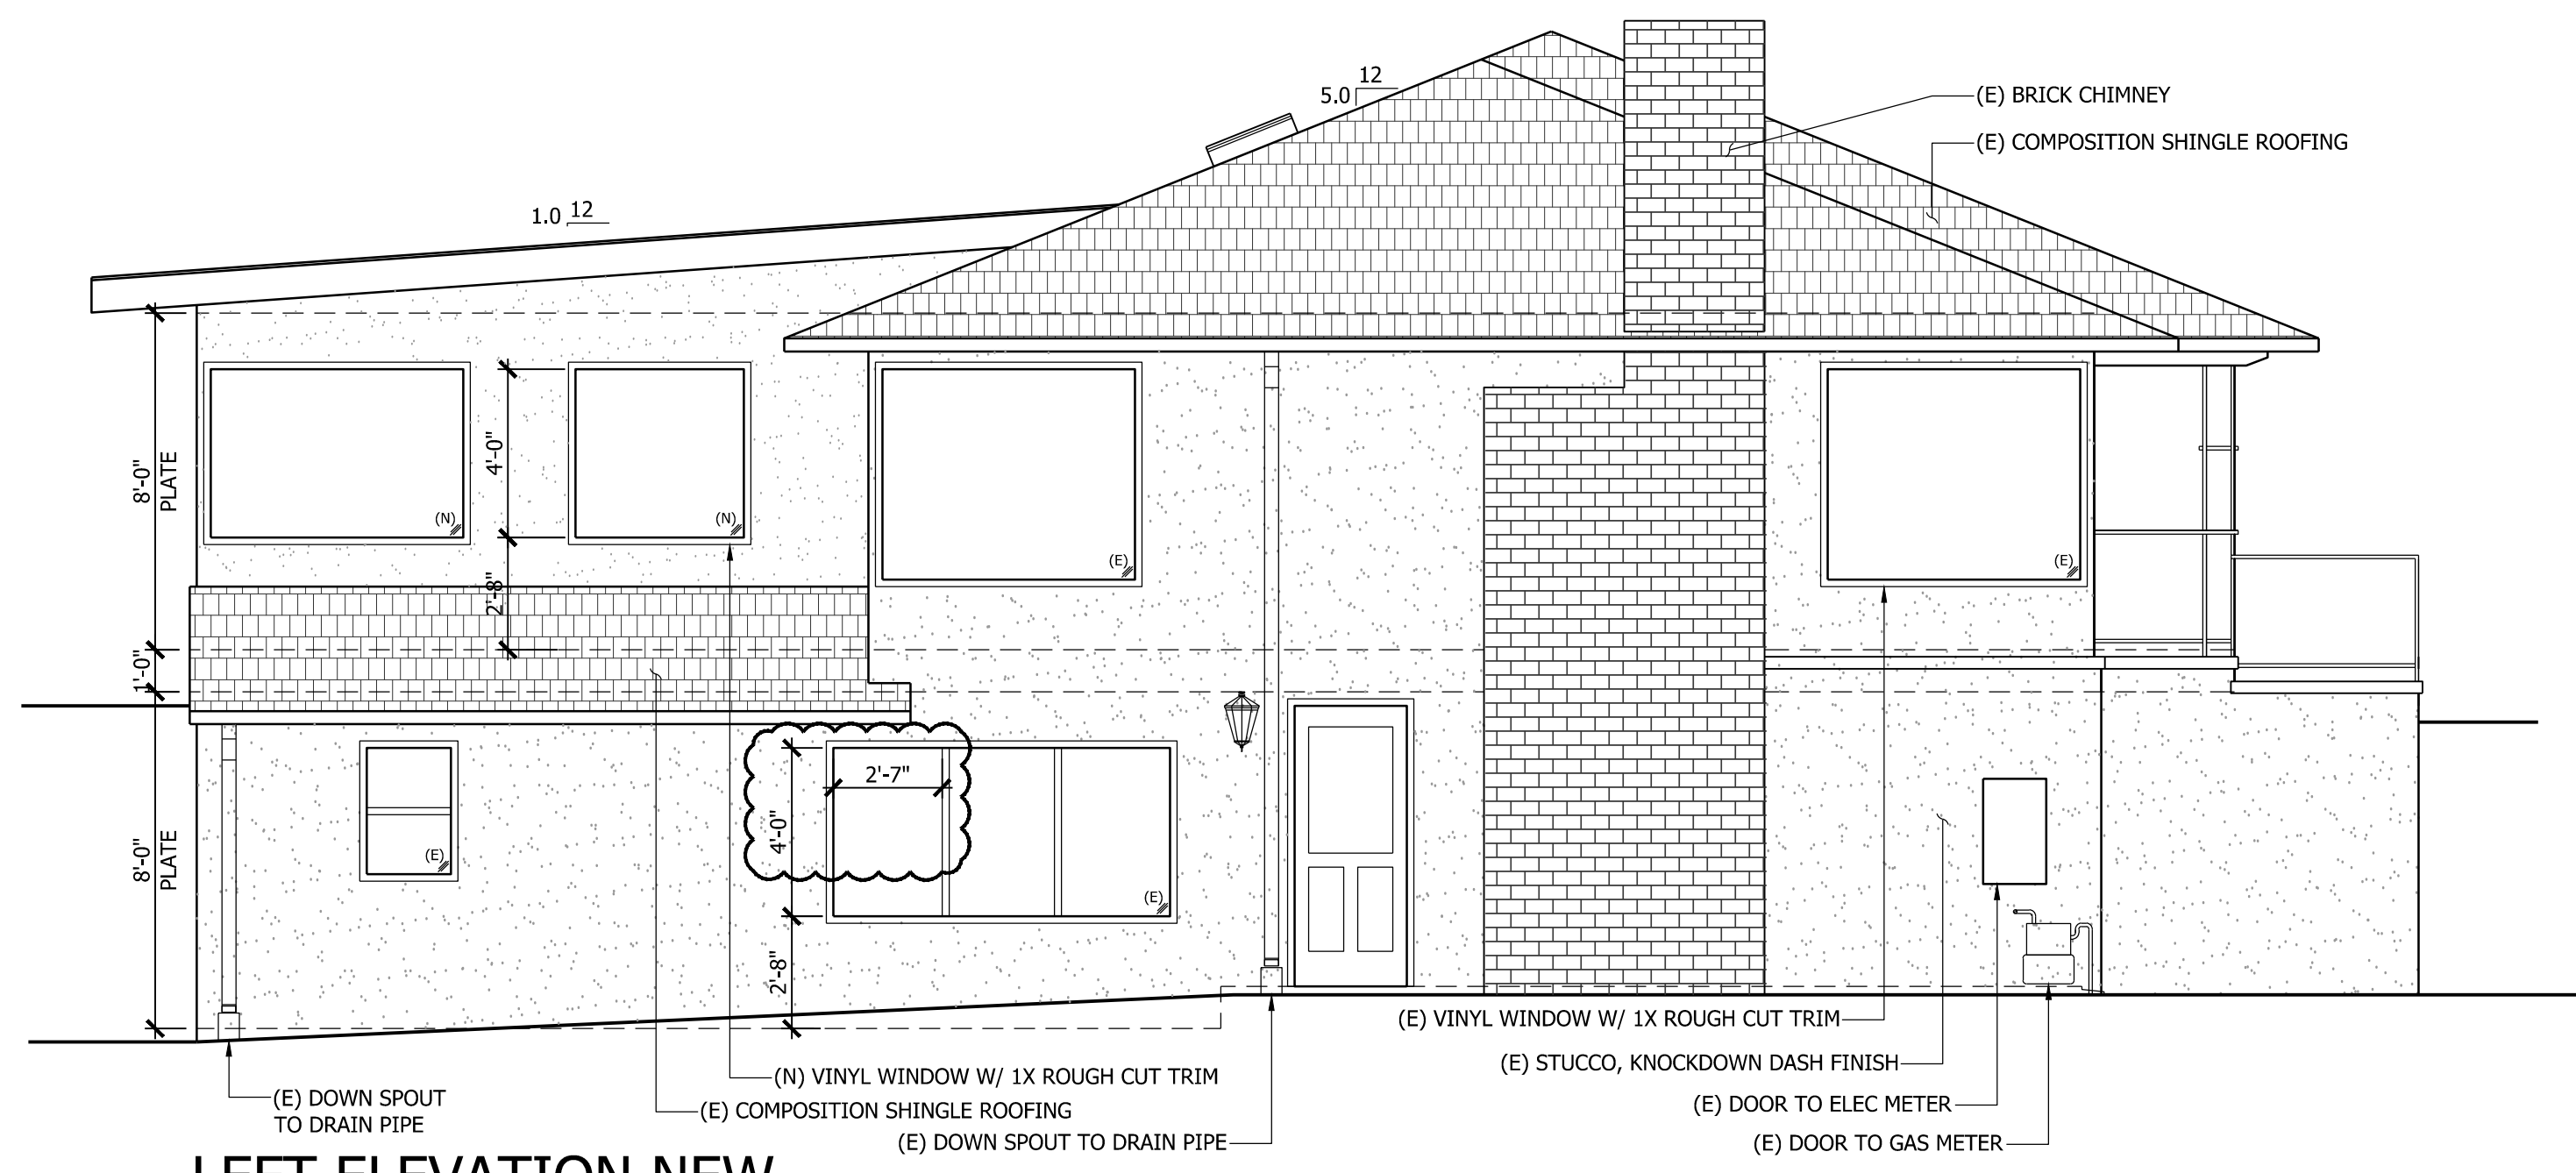 12
5.0
(E) BRICK CHIMNEY
(E) COMPOSITION SHINGLE ROOFING
12
1.0
8'-0"
PLATE
4'-0"
2'-8"
(N)
(N)
(E)
(E)
1'-0"
8'-0"
PLATE
2'-7"
4'-0"
2'-8"
(E)
(E)
(E) VINYL WINDOW W/ 1X ROUGH CUT TRIM
(E) STUCCO, KNOCKDOWN DASH FINISH
(N) VINYL WINDOW W/ 1X ROUGH CUT TRIM
(E) DOWN SPOUT
TO DRAIN PIPE
(E) COMPOSITION SHINGLE ROOFING
(E) DOOR TO ELEC METER
(E) DOWN SPOUT TO DRAIN PIPE
(E) DOOR TO GAS METER
LEFT ELEVATION NEW